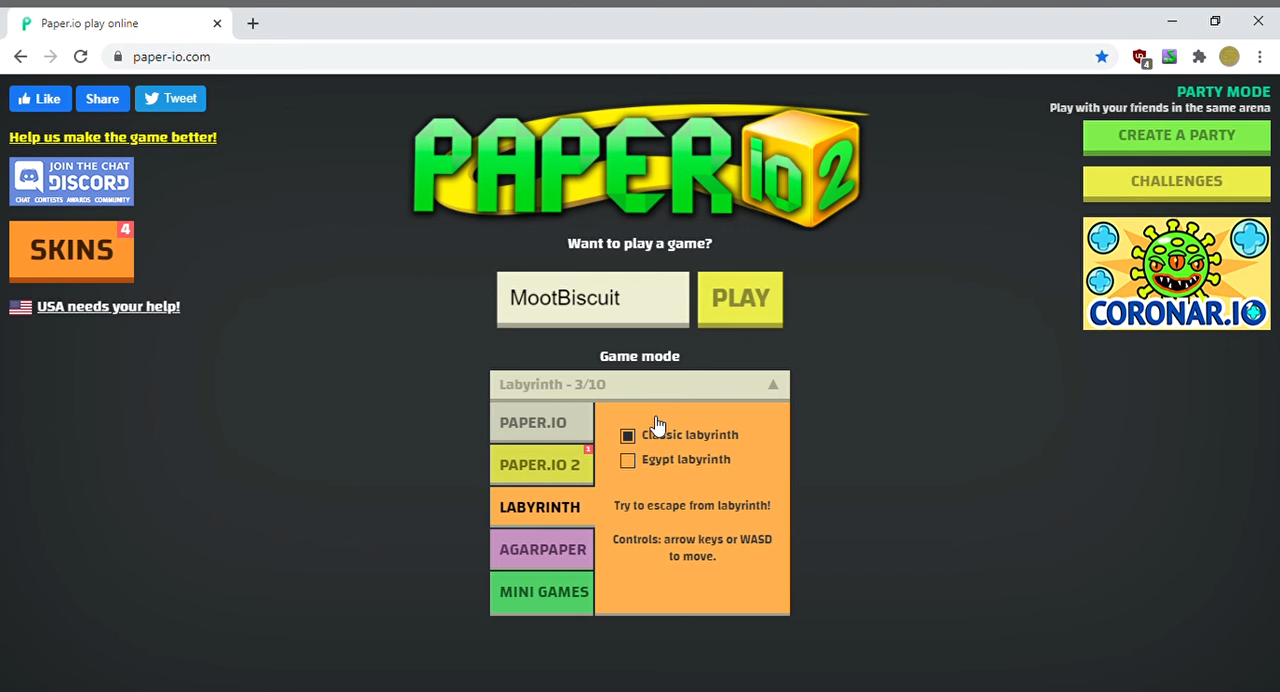 Paper.io play online
paper-io.com
4
Like
Share
Tweet
Help us make the game better!
JOIN THE CHAT
DISCORD
CHAT CONTESTS AWARDS COMMUNITY
SKINS
4
USA needs your help!
PAPER io 2
Want to play a game?
MootBiscuit
PLAY
Game mode
Labyrinth - 3/10
PAPER.IO
PAPER.IO 2
1
LABYRINTH
AGARPAPER
MINI GAMES
Classic labyrinth
Egypt labyrinth
Try to escape from labyrinth!
Controls: arrow keys or WASD
to move.
PARTY MODE
Play with your friends in the same arena
CREATE A PARTY
CHALLENGES
CORONAR.IO